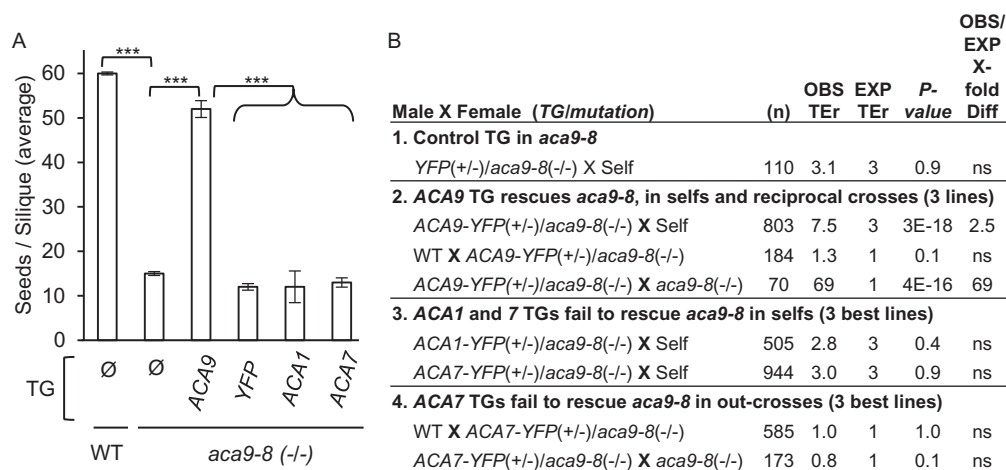 A
***
***
***
Seeds / Silique (average)
60
50
40
30
20
10
0
TG
Ø
Ø
ACA9
YFP
ACA1
ACA7
WT
aca9-8 (-/-)
B
Male X Female (TG/mutation) (n) OBS TEr EXP TEr P-value OBS/EXP X-fold Diff
1. Control TG in aca9-8
YFP(+/-)/aca9-8(-/-) X Self 110 3.1 3 0.9 ns
2. ACA9 TG rescues aca9-8, in selfs and reciprocal crosses (3 lines)
ACA9-YFP(+/-)/aca9-8(-/-) X Self 803 7.5 3 3E-18 2.5
WT X ACA9-YFP(+/-)/aca9-8(-/-) 184 1.3 1 0.1 ns
ACA9-YFP(+/-)/aca9-8(-/-) X aca9-8(-/-) 70 69 1 4E-16 69
3. ACA1 and 7 TGs fail to rescue aca9-8 in selfs (3 best lines)
ACA1-YFP(+/-)/aca9-8(-/-) X Self 505 2.8 3 0.4 ns
ACA7-YFP(+/-)/aca9-8(-/-) X Self 944 3.0 3 0.9 ns
4. ACA7 TGs fail to rescue aca9-8 in out-crosses (3 best lines)
WT X ACA7-YFP(+/-)/aca9-8(-/-) 585 1.0 1 1.0 ns
ACA7-YFP(+/-)/aca9-8(-/-) X aca9-8(-/-) 173 0.8 1 0.1 ns